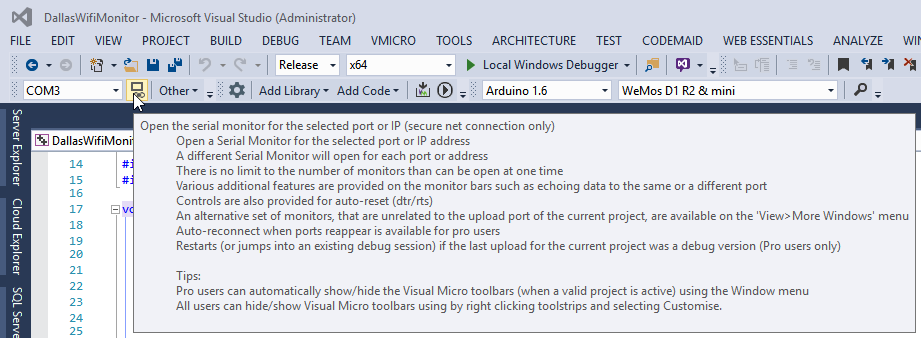 DallasWifiMonitor - Microsoft Visual Studio (Administrator)
FILE EDIT VIEW PROJECT BUILD DEBUG TEAM VMICRO TOOLS ARCHITECTURE TEST CODEMAID WEB ESSENTIALS ANALYZE WIN
Release x64 Local Windows Debugger
COM3 Other Add Library Add Code Arduino 1.6 WeMos D1 R2 & mini
Server Explorer
Cloud Explorer
SQL Server
DallasWifiMonit
14 #i
15 #i
16
17 vo
18
19
20
21
22
23
24
25
Open the serial monitor for the selected port or IP (secure net connection only)
Open a Serial Monitor for the selected port or IP address
A different Serial Monitor will open for each port or address
There is no limit to the number of monitors than can be open at one time
Various additional features are provided on the monitor bars such as echoing data to the same or a different port
Controls are also provided for auto-reset (dtr/rts)
An alternative set of monitors, that are unrelated to the upload port of the current project, are available on the 'View>More Windows' menu
Auto-reconnect when ports reappear is available for pro users
Restarts (or jumps into an existing debug session) if the last upload for the current project was a debug version (Pro users only)
Tips:
Pro users can automatically show/hide the Visual Micro toolbars (when a valid project is active) using the Window menu
All users can hide/show Visual Micro toolbars using by right clicking toolstrips and selecting Customise.